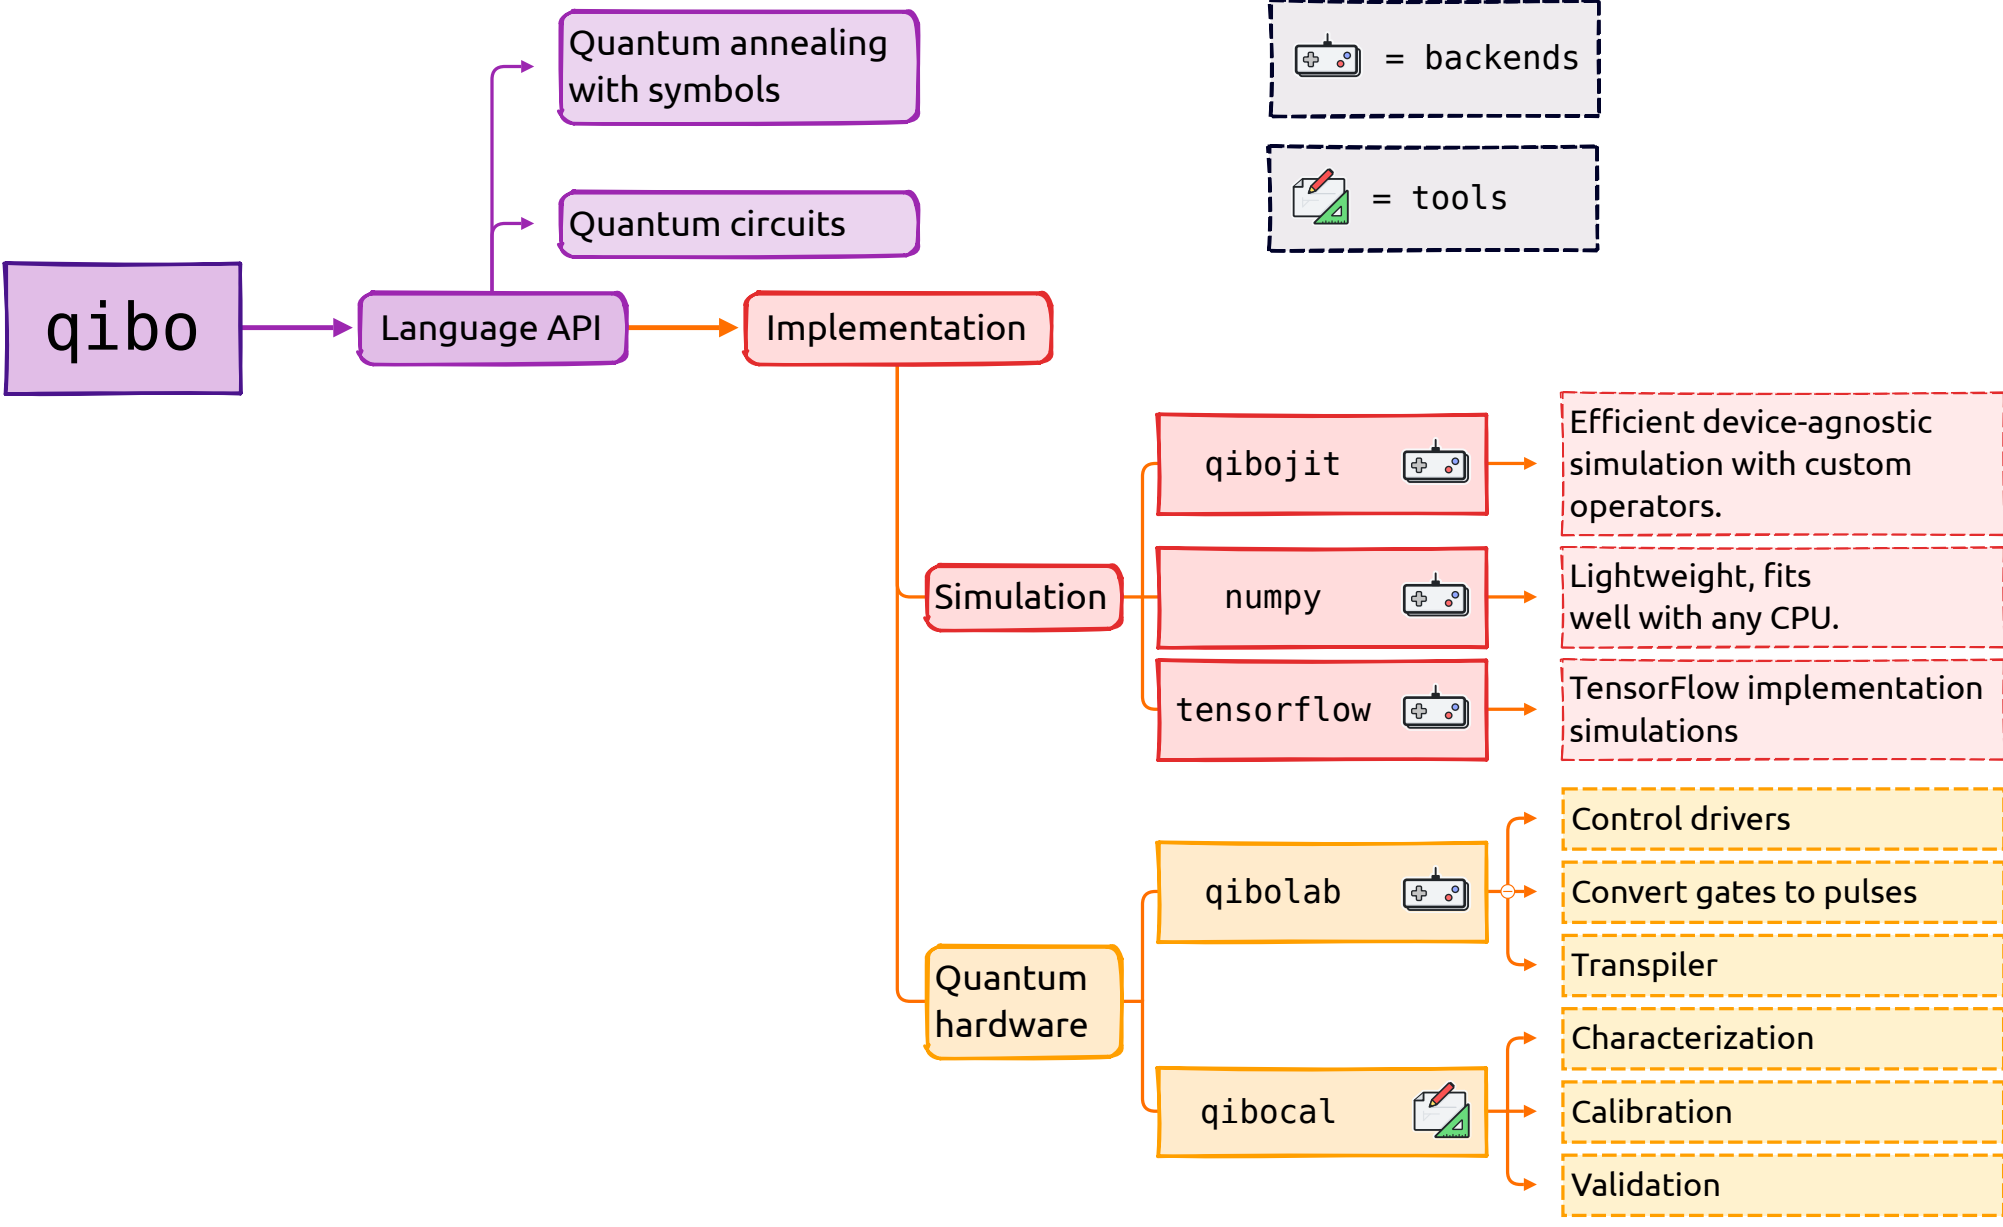 Quantum annealing
with symbols
= backends
= tools
Quantum circuits
qibo
Language API
Implementation
qibojit
Efficient device-agnostic
simulation with custom
operators.
Simulation
numpy
Lightweight, fits
well with any CPU.
tensorflow
TensorFlow implementation
simulations
Quantum
hardware
qibolab
Control drivers
Convert gates to pulses
Transpiler
qibocal
Characterization
Calibration
Validation